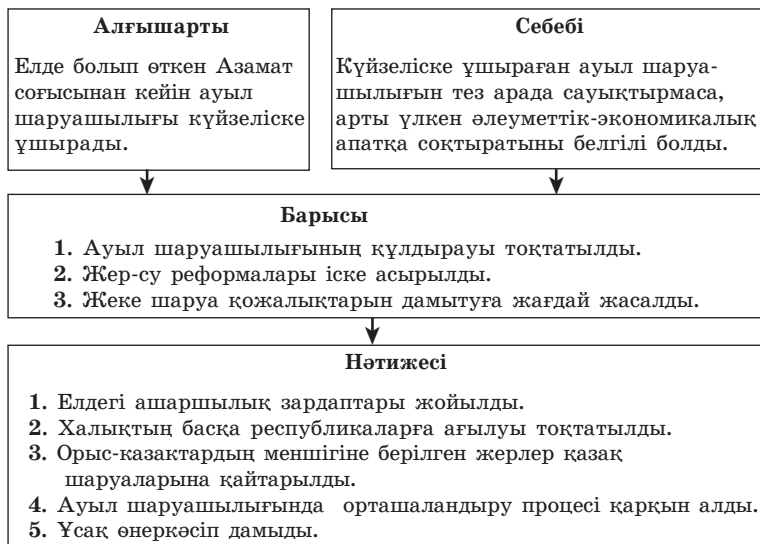 Алғышарты
Елде болып өткен Азамат
соғысынан кейін ауыл
шаруашылығы күйзеліске
ұшырады.
Себебі
Күйзеліске ұшыраған ауыл шаруа-
шылығын тез арада сауықтырмаса,
арты үлкен әлеуметтік-экономикалық
апатқа соқтыратыны белгілі болды.
Барысы
1. Ауыл шаруашылығының құлдырауы тоқтатылды.
2. Жер-су реформалары іске асырылды.
3. Жеке шаруа қожалықтарын дамытуға жағдай жасалды.
Нәтижесі
1. Елдегі ашаршылық зардаптары жойылды.
2. Халықтың басқа республикаларға ағылуы тоқтатылды.
3. Орыс-казактардың меншігіне берілген жерлер қазақ
шаруаларына қайтарылды.
4. Ауыл шаруашылығында орташаландыру процесі қарқын алды.
5. Ұсақ өнеркәсіп дамыды.